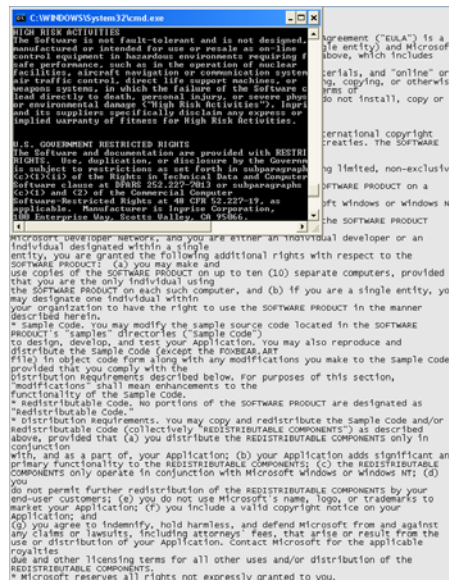 C:\WINDOWS\System32\cmd.exe
HIGH RISK ACTIVITIES
The Software is not fault-tolerant and is not designed,
manufactured or intended for use or resale as on-line
control equipment in hazardous environments requiring f
safe performance, such as in the operation of nuclear
facilities, aircraft navigation or communication system
air traffic control, direct life support machines, or
weapons systems, in which the failure of the Software c
lead directly to death, personal injury, or severe phys
or environmental damage ("High Risk Activities"). Inpri
and its suppliers specifically disclaim any express or
implied warranty of fitness for High Risk Activities.
U.S. GOVERNMENT RESTRICTED RIGHTS
The Software and documentation are provided with RESTRI
RIGHTS. Use, duplication, or disclosure by the Governm
is subject to restrictions as set forth in subparagraph
(c)(1)(ii) of the Rights in Technical Data and Computer
Software clause at DFARS 252.227-7013 or subparagraphs
(c)(1) and (2) of the Commercial Computer
Software-Restricted Rights at 48 CFR 52.227-19, as
applicable. Manufacturer is Inprise Corporation,
100 Enterprise Way, Scotts Valley, CA 95066.
greement ("EULA") is a
gle entity) and Microsof
above, which includes
erials, and "online" or
ng, copying, or otherwis
erms of
do not install, copy or
ernational copyright
reaties. The SOFTWARE
ng limited, non-exclusiv
OFTWARE PRODUCT on a
oft windows or windows N
the SOFTWARE PRODUCT
Microsoft Developer Network, and you are either an individual developer or an
individual designated within a single
entity, you are granted the following additional rights with respect to the
SOFTWARE PRODUCT: (a) you may make and
use copies of the SOFTWARE PRODUCT on up to ten (10) separate computers, provided
that you are the only individual using
the SOFTWARE PRODUCT on each such computer, and (b) if you are a single entity, yo
may designate one individual within
your organization to have the right to use the SOFTWARE PRODUCT in the manner
described herein.
* Sample Code. You may modify the sample source code located in the SOFTWARE
PRODUCT's "samples" directories ("Sample Code")
to design, develop, and test your Application. You may also reproduce and
distribute the Sample Code (except the FOXBEAR.ART
file) in object code form along with any modifications you make to the Sample Code
provided that you comply with the
Distribution Requirements described below. For purposes of this section,
"modifications" shall mean enhancements to the
functionality of the Sample Code.
* Redistributable Code. No portions of the SOFTWARE PRODUCT are designated as
"Redistributable Code."
* Distribution Requirements. You may copy and redistribute the Sample Code and/or
Redistributable Code (collectively "REDISTRIBUTABLE COMPONENTS") as described
above, provided that (a) you distribute the REDISTRIBUTABLE COMPONENTS only in
conjunction
with, and as a part of, your Application; (b) your Application adds significant an
primary functionality to the REDISTRIBUTABLE COMPONENTS; (c) the REDISTRIBUTABLE
COMPONENTS only operate in conjunction with Microsoft Windows or Windows NT; (d)
you
do not permit further redistribution of the REDISTRIBUTABLE COMPONENTS by your
end-user customers; (e) you do not use Microsoft's name, logo, or trademarks to
market your Application; (f) you include a valid copyright notice on your
Application; and
(g) you agree to indemnify, hold harmless, and defend Microsoft from and against
any claims or lawsuits, including attorneys' fees, that arise or result from the
use or distribution of your Application. Contact Microsoft for the applicable
royalties
due and other licensing terms for all other uses and/or distribution of the
REDISTRIBUTABLE COMPONENTS.
* Microsoft reserves all rights not expressly granted to you.